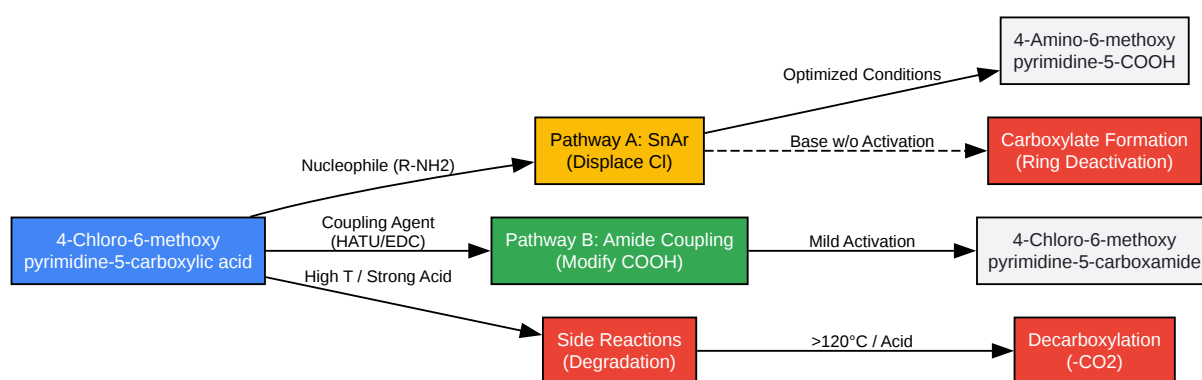 4-Amino-6-methoxy
pyrimidine-5-COOH
Optimized Conditions
Pathway A: SnAr
(Displace Cl)
Base w/o Activation
Carboxylate Formation
(Ring Deactivation)
Nucleophile (R-NH2)
4-Chloro-6-methoxy
pyrimidine-5-carboxylic acid
Coupling Agent
(HATU/EDC)
Pathway B: Amide Coupling
(Modify COOH)
Mild Activation
4-Chloro-6-methoxy
pyrimidine-5-carboxamide
High T / Strong Acid
Side Reactions
(Degradation)
>120°C / Acid
Decarboxylation
(-CO2)